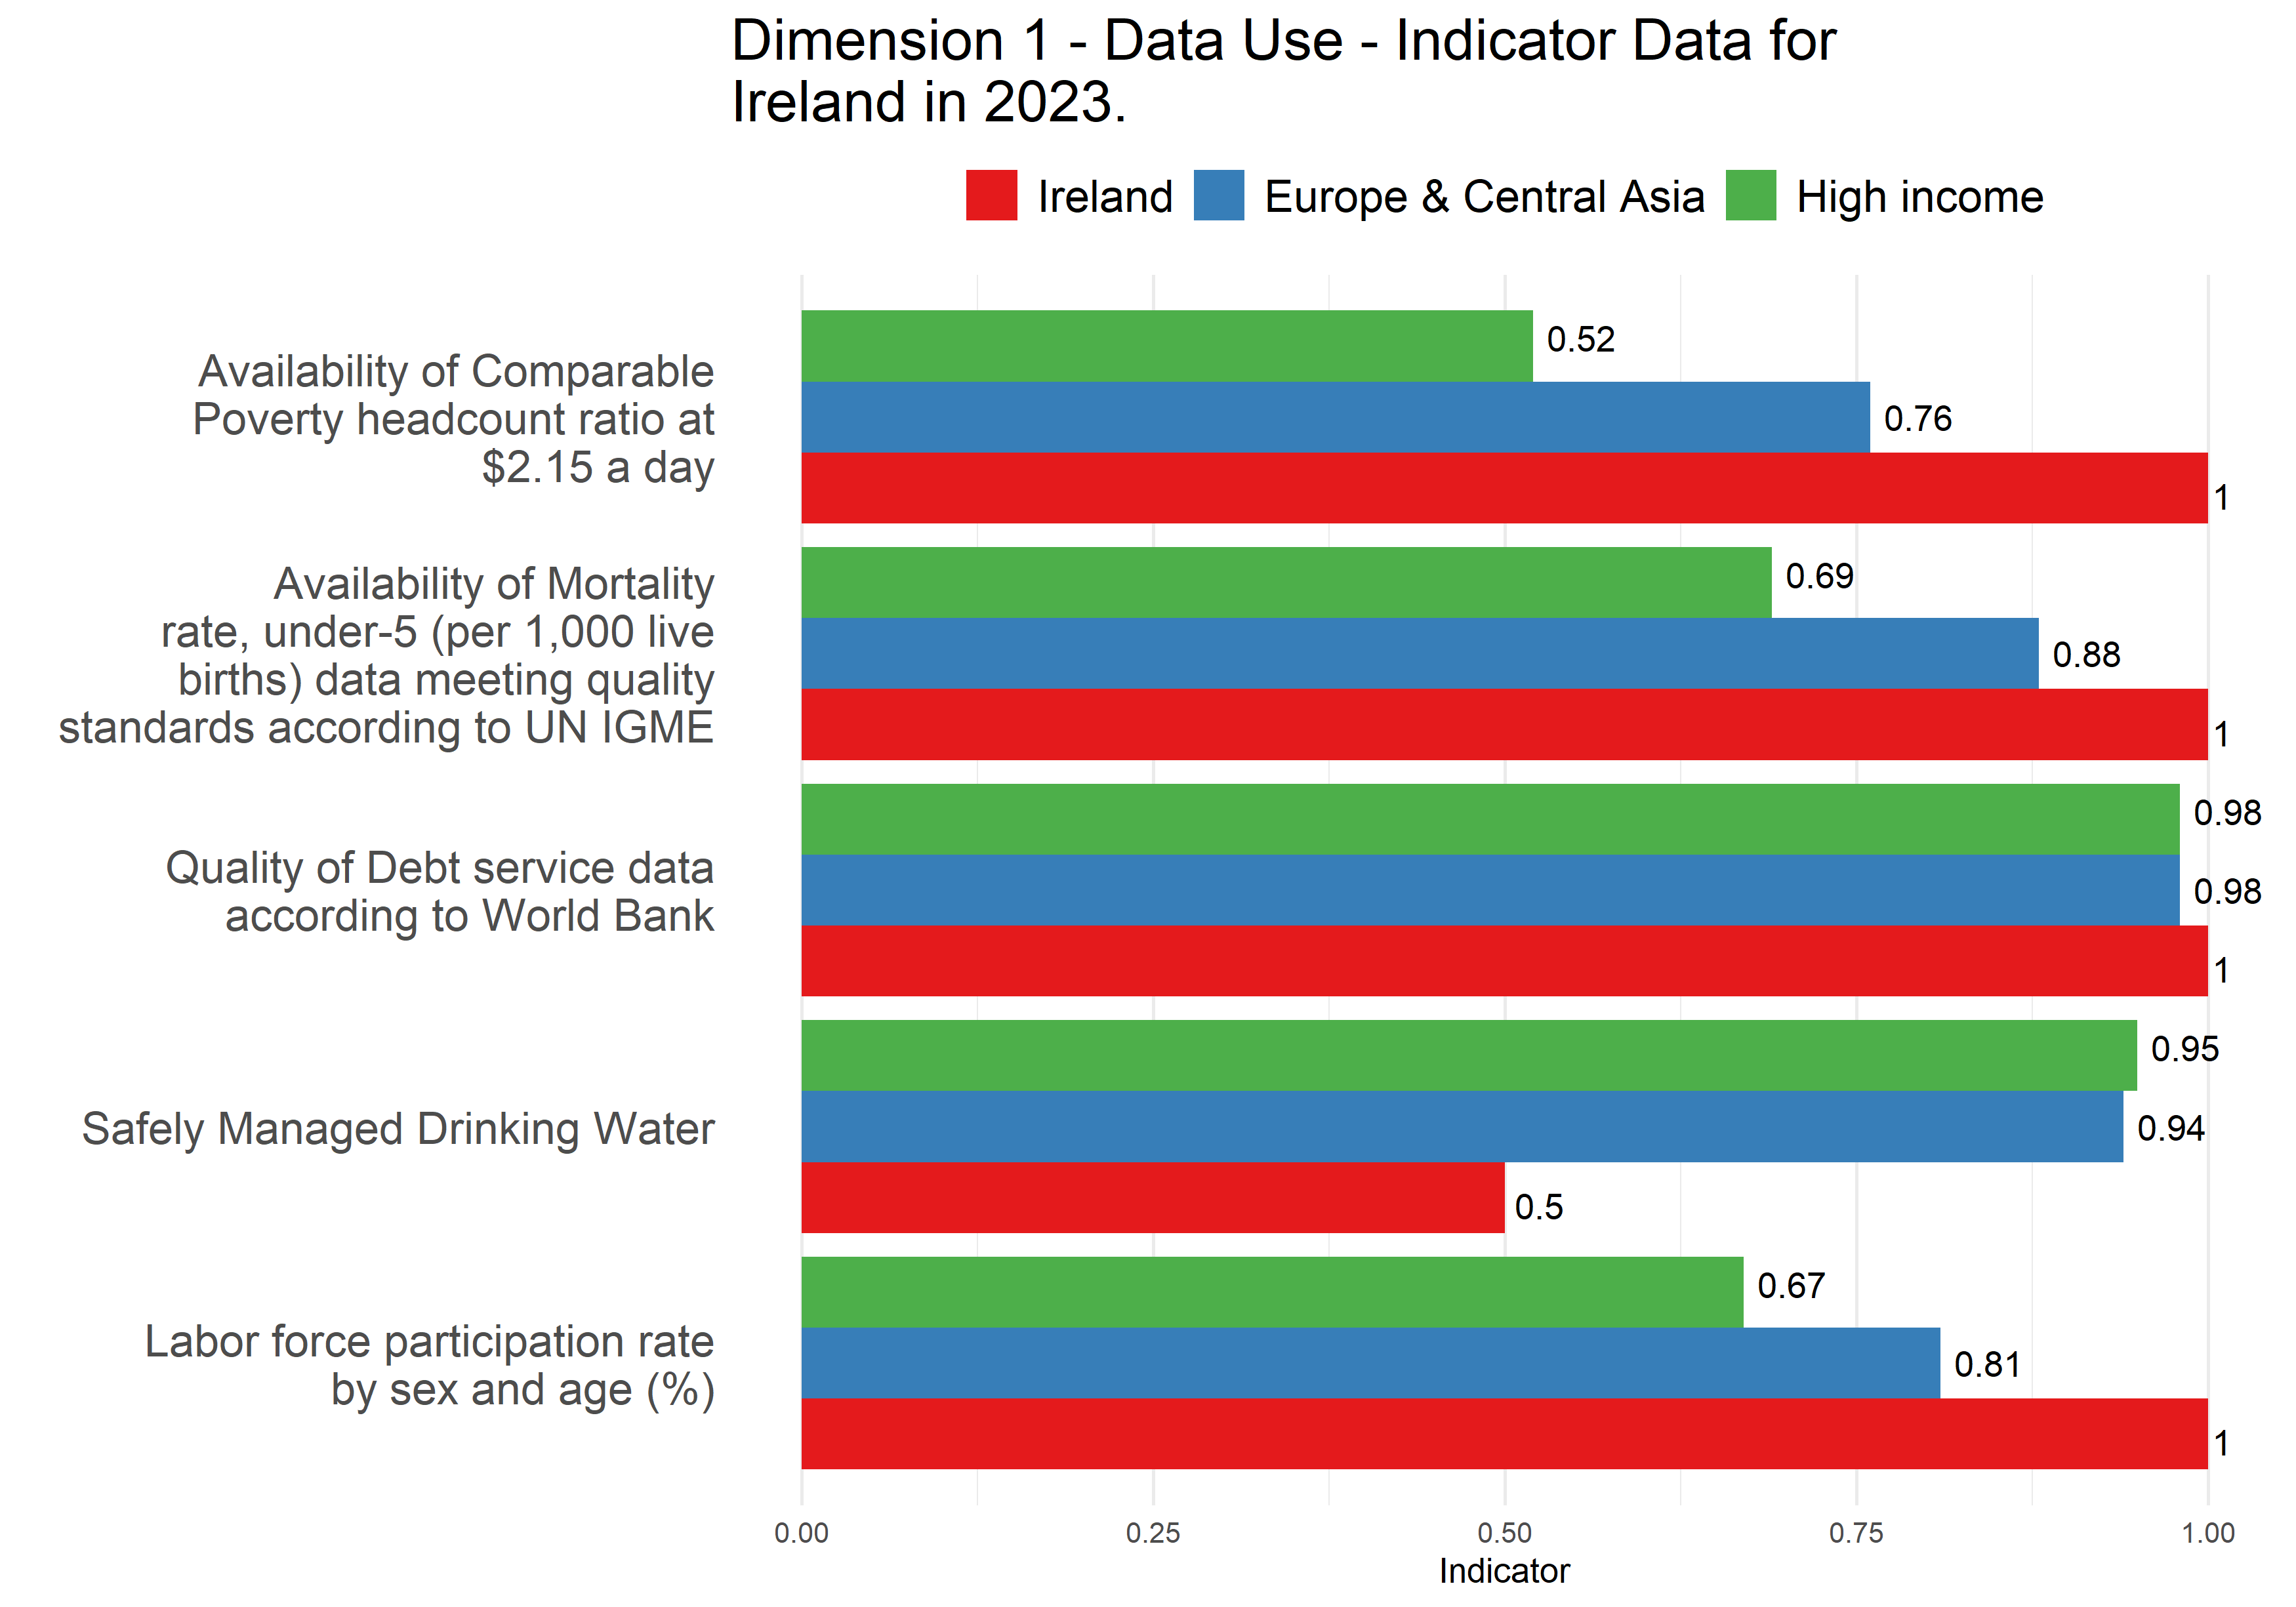 Dimension 1 - Data Use - Indicator Data for
Ireland in 2023.
Ireland
Europe & Central Asia
High income
Availability of Comparable
Poverty headcount ratio at
$2.15 a day
0.52
0.76
1
Availability of Mortality
rate, under-5 (per 1,000 live
births) data meeting quality
standards according to UN IGME
0.69
0.88
1
Quality of Debt service data
according to World Bank
0.98
0.98
1
Safely Managed Drinking Water
0.95
0.94
0.5
Labor force participation rate
by sex and age (%)
0.67
0.81
1
0.00
0.25
0.50
0.75
1.00
Indicator